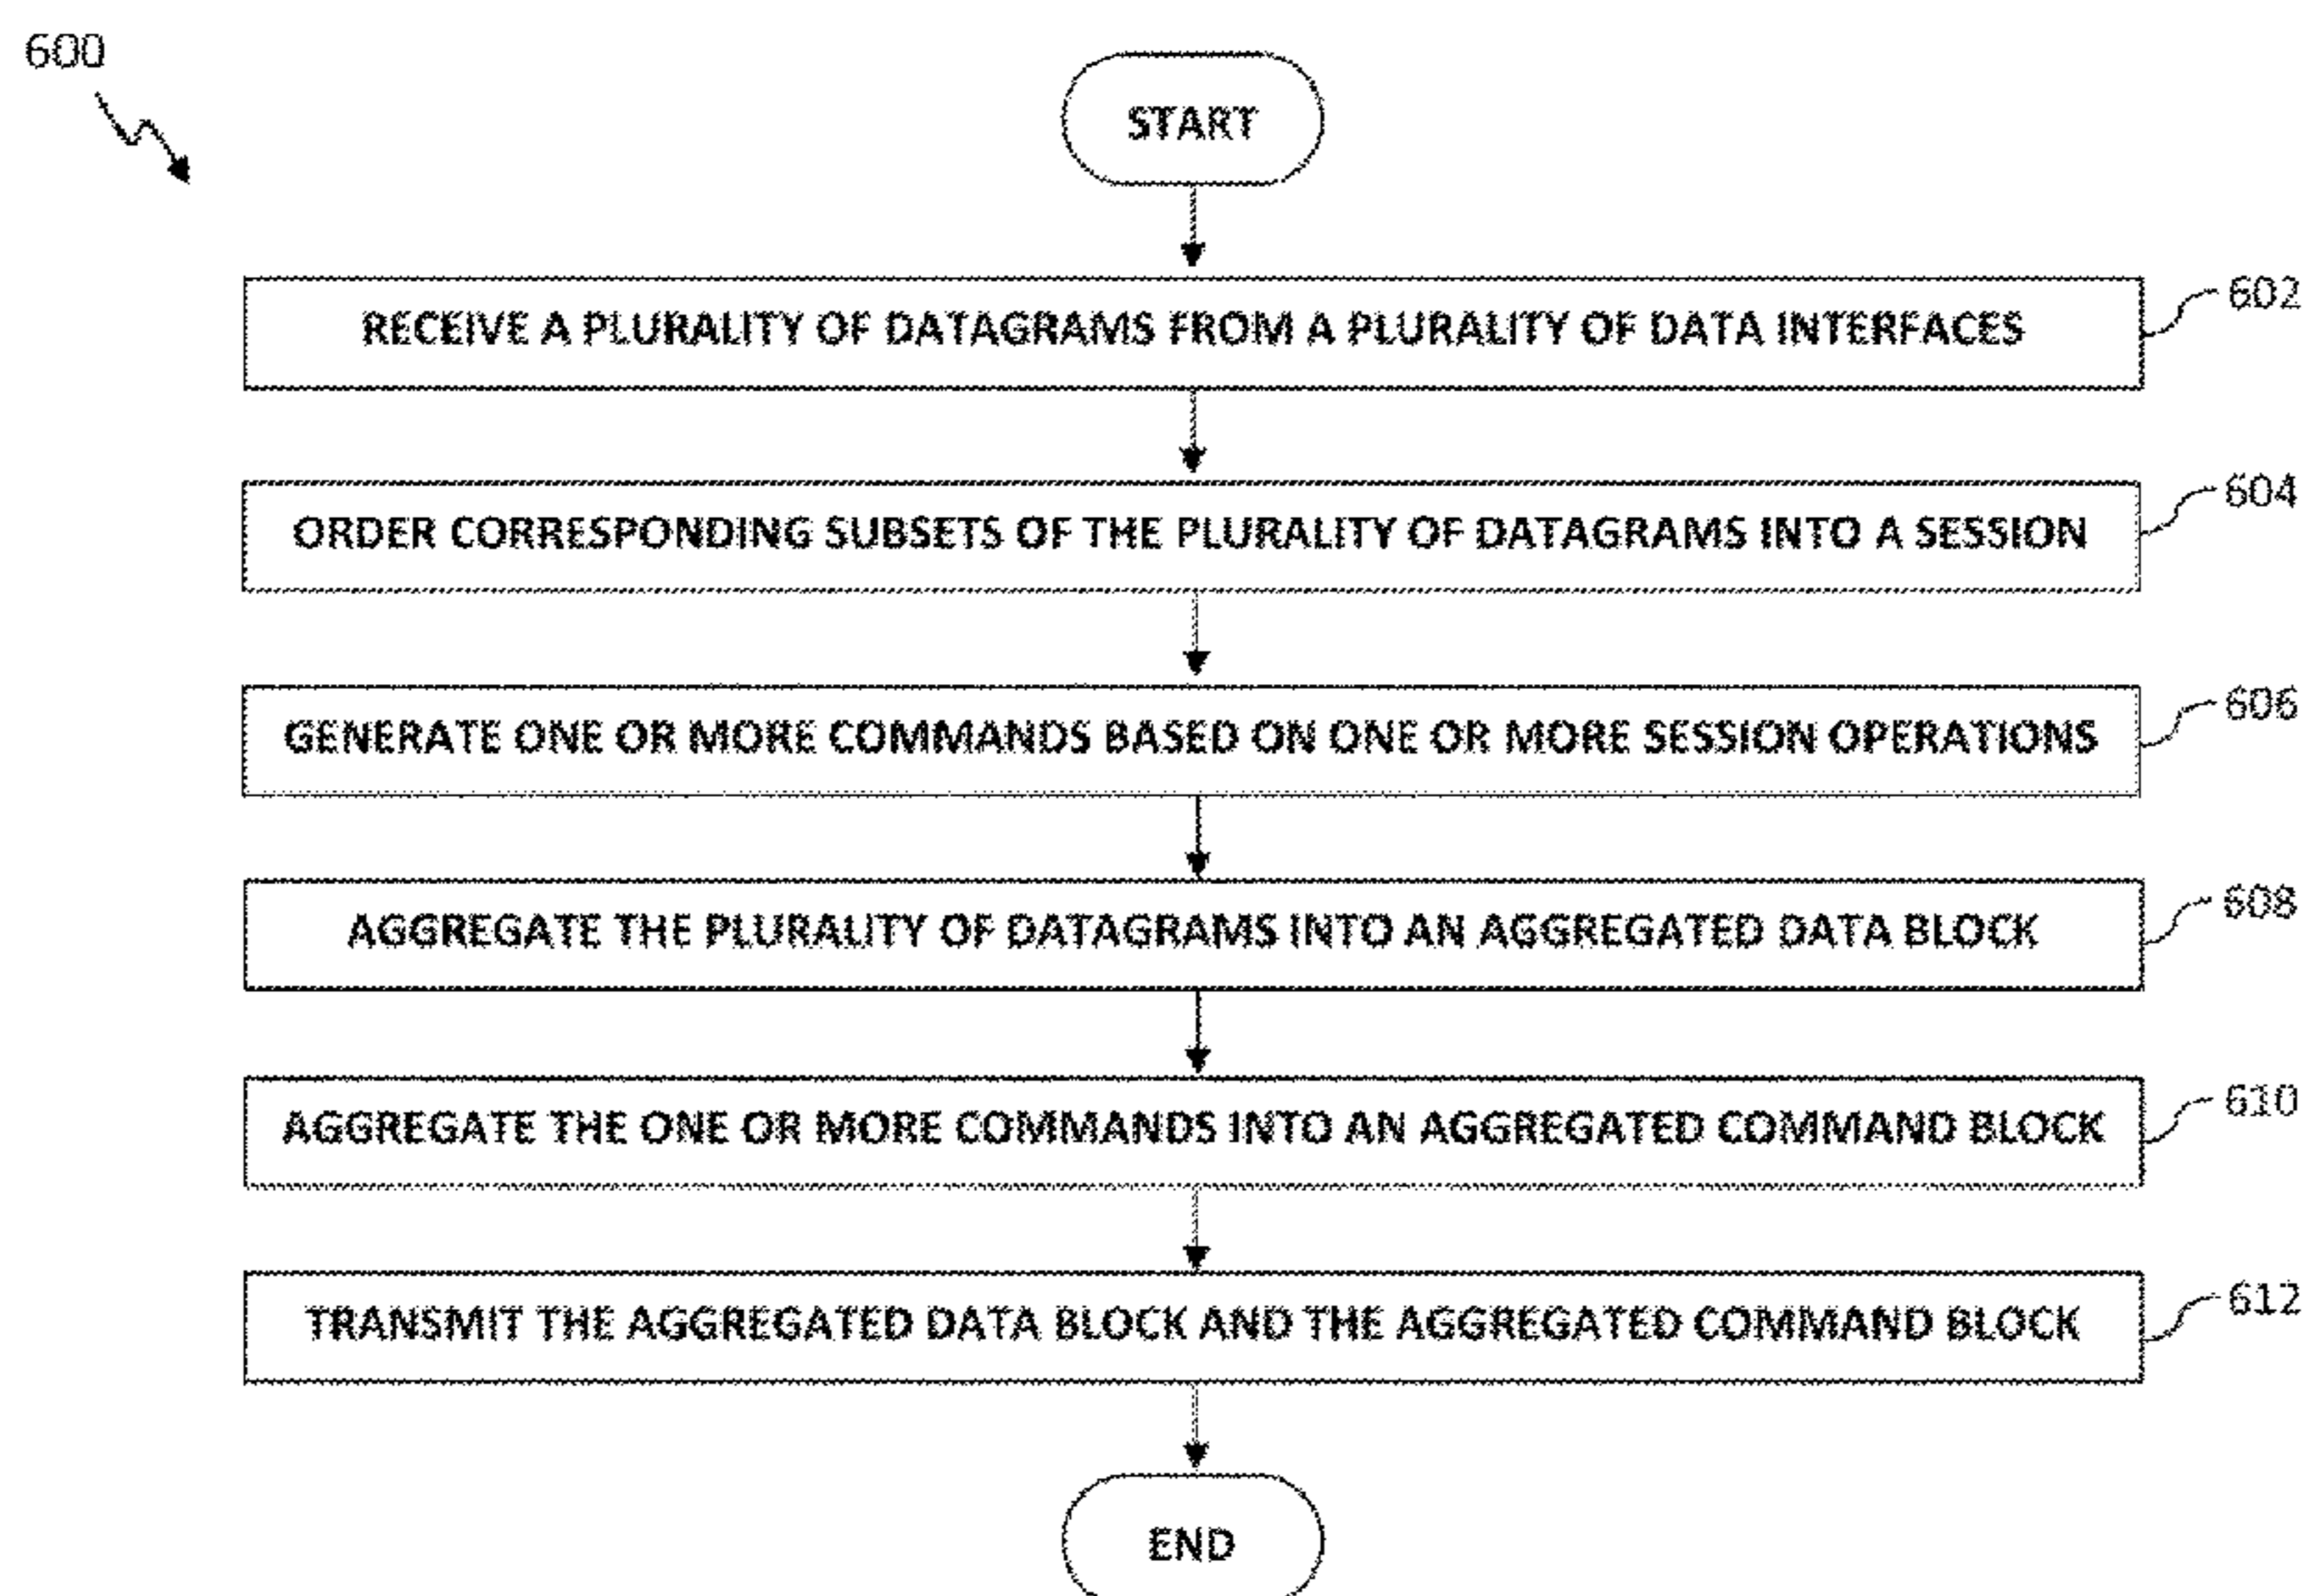 600
START
RECEIVE A PLURALITY OF DATAGRAMS FROM A PLURALITY OF DATA INTERFACES
602
ORDER CORRESPONDING SUBSETS OF THE PLURALITY OF DATAGRAMS INTO A SESSION
604
GENERATE ONE OR MORE COMMANDS BASED ON ONE OR MORE SESSION OPERATIONS
606
AGGREGATE THE PLURALITY OF DATAGRAMS INTO AN AGGREGATED DATA BLOCK
608
AGGREGATE THE ONE OR MORE COMMANDS INTO AN AGGREGATED COMMAND BLOCK
610
TRANSMIT THE AGGREGATED DATA BLOCK AND THE AGGREGATED COMMAND BLOCK
612
END